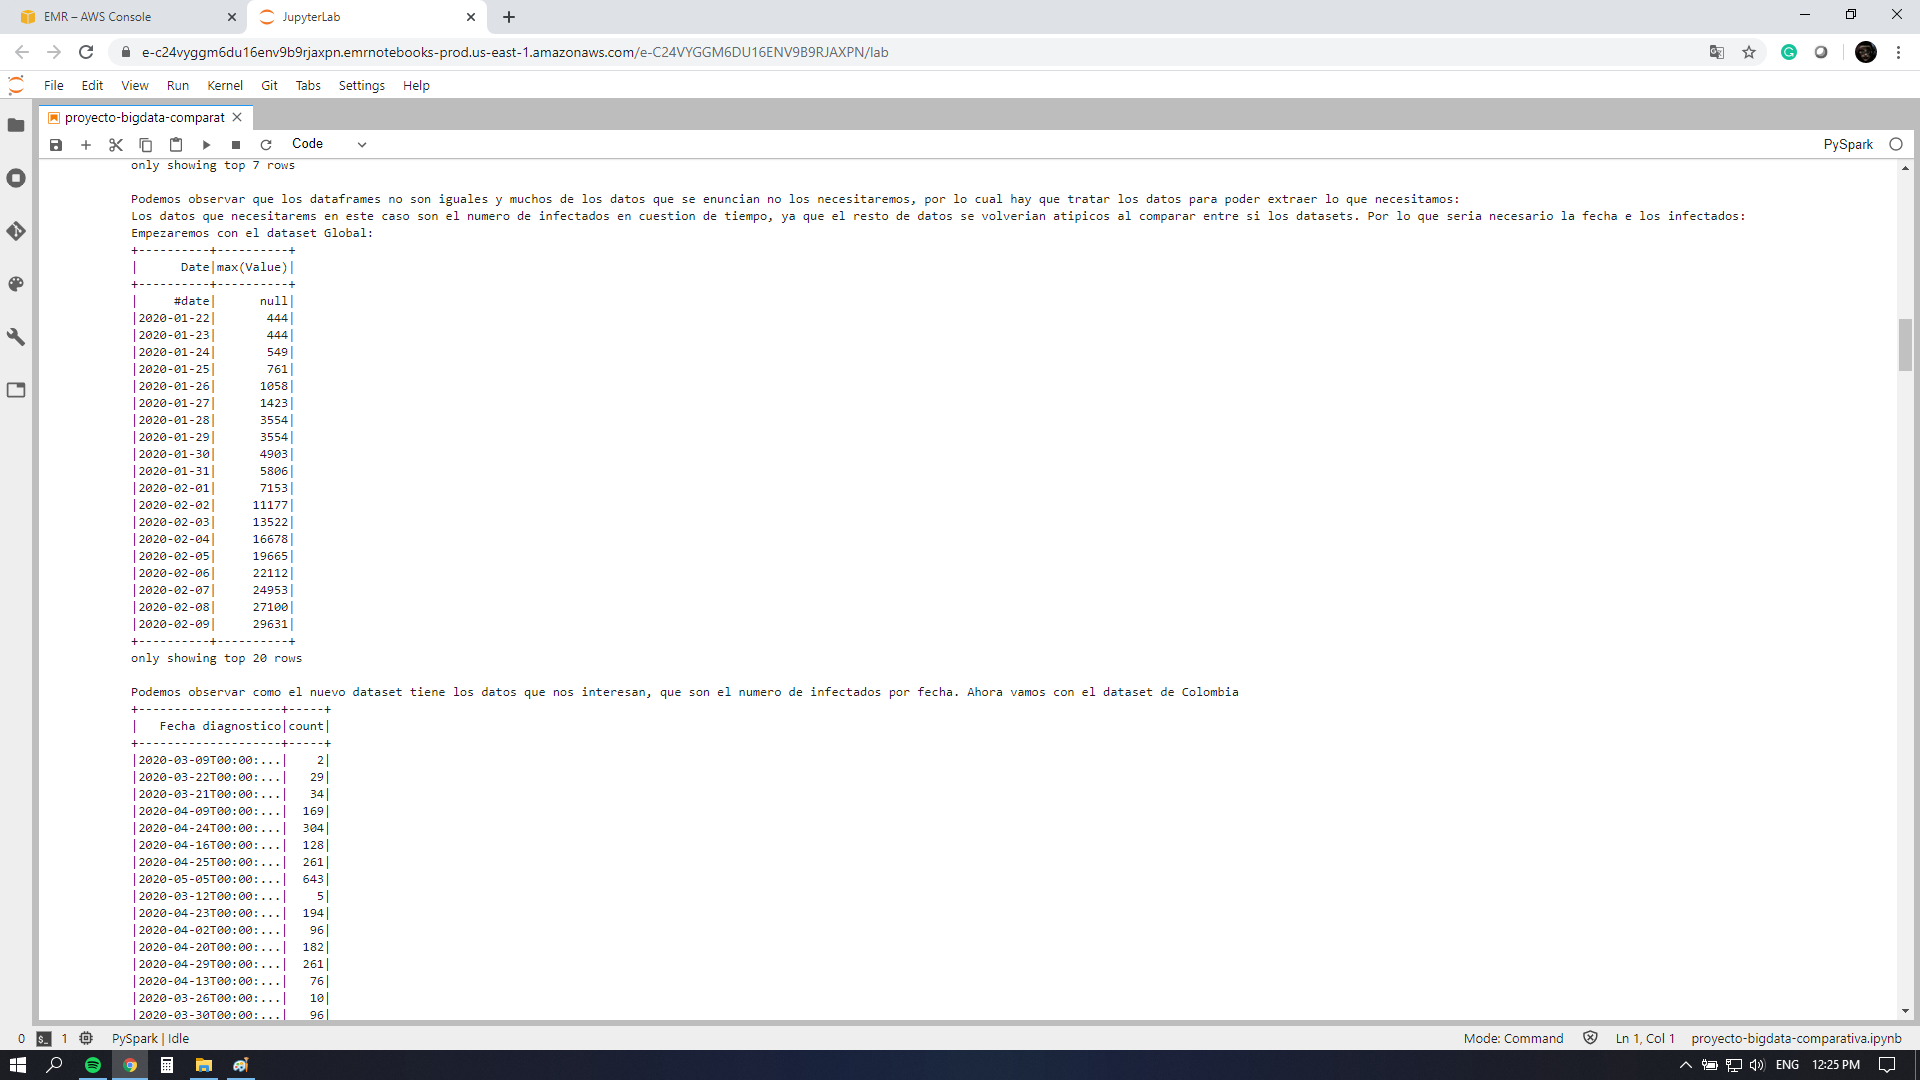 EMR – AWS Console
JupyterLab
e-c24vyggm6du16env9b9rjaxpn.emrnotebooks-prod.us-east-1.amazonaws.com/e-C24VYGGM6DU16ENV9B9RJAXPN/lab
File Edit View Run Kernel Git Tabs Settings Help
proyecto-bigdata-comparat
Code
PySpark
only showing top 7 rows
Podemos observar que los dataframes no son iguales y muchos de los datos que se enuncian no los necesitaremos, por lo cual hay que tratar los datos para poder extraer lo que necesitamos:
Los datos que necesitarems en este caso son el numero de infectados en cuestion de tiempo, ya que el resto de datos se volverian atipicos al comparar entre si los datasets. Por lo que seria necesario la fecha e los infectados:
Empezaremos con el dataset Global:
+----------+----------+
|      Date|max(Value)|
+----------+----------+
|     #date|      null|
|2020-01-22|       444|
|2020-01-23|       444|
|2020-01-24|       549|
|2020-01-25|       761|
|2020-01-26|      1058|
|2020-01-27|      1423|
|2020-01-28|      3554|
|2020-01-29|      3554|
|2020-01-30|      4903|
|2020-01-31|      5806|
|2020-02-01|      7153|
|2020-02-02|     11177|
|2020-02-03|     13522|
|2020-02-04|     16678|
|2020-02-05|     19665|
|2020-02-06|     22112|
|2020-02-07|     24953|
|2020-02-08|     27100|
|2020-02-09|     29631|
+----------+----------+
only showing top 20 rows
Podemos observar como el nuevo dataset tiene los datos que nos interesan, que son el numero de infectados por fecha. Ahora vamos con el dataset de Colombia
+--------------------+-----+
|   Fecha diagnostico|count|
+--------------------+-----+
|2020-03-09T00:00:...|    2|
|2020-03-22T00:00:...|   29|
|2020-03-21T00:00:...|   34|
|2020-04-09T00:00:...|  169|
|2020-04-24T00:00:...|  304|
|2020-04-16T00:00:...|  128|
|2020-04-25T00:00:...|  261|
|2020-05-05T00:00:...|  643|
|2020-03-12T00:00:...|    5|
|2020-04-23T00:00:...|  194|
|2020-04-02T00:00:...|   96|
|2020-04-20T00:00:...|  182|
|2020-04-29T00:00:...|  261|
|2020-04-13T00:00:...|   76|
|2020-03-26T00:00:...|   10|
|2020-03-30T00:00:...|   96|
0 $_ 1 PySpark | Idle
Mode: Command Ln 1, Col 1 proyecto-bigdata-comparativa.ipynb
ENG 12:25 PM